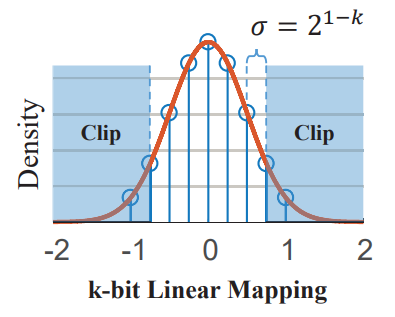 σ = 2^{1−k}
Clip Clip
Density
-2 -1 0 1 2
k-bit Linear Mapping